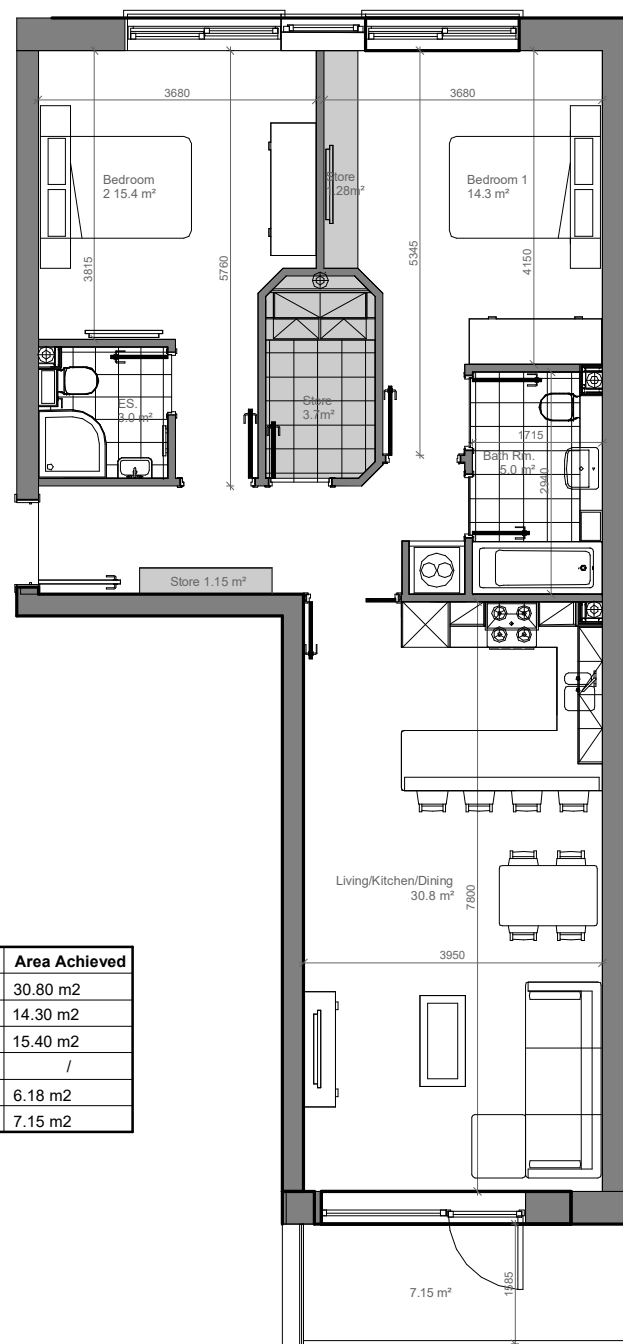 3680
3680
Bedroom
2 15.4 m²
Store
1.28m²
Bedroom 1
14.3 m²
3815
5760
5345
4150
ES.
3.0 m²
Store
3.7m²
1715
Bath Rm.
5.0 m²
2940
Store 1.15 m²
Living/Kitchen/Dining
30.8 m²
7800
3950
Area Achieved
30.80 m2
14.30 m2
15.40 m2
/
6.18 m2
7.15 m2
7.15 m²
1585